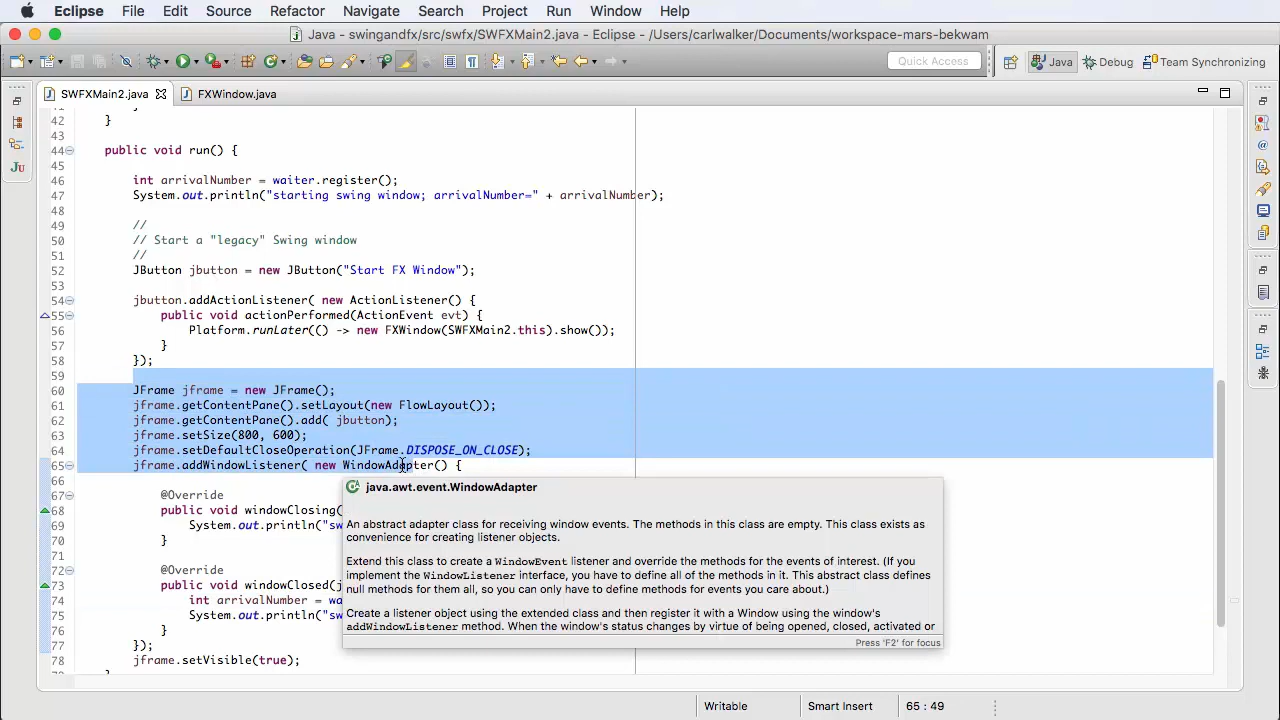 Eclipse File Edit Source Refactor Navigate Search Project Run Window Help
Java - swingandfx/src/swfx/SWFXMain2.java - Eclipse - /Users/carlwalker/Documents/workspace-mars-bekwam
Quick Access
Java
Debug
Team Synchronizing
SWFXMain2.java
FXWindow.java
42 }
43
44 public void run() {
45
46 int arrivalNumber = waiter.register();
47 System.out.println("starting swing window; arrivalNumber=" + arrivalNumber);
48
49 //
50 // Start a "legacy" Swing window
51 //
52 JButton jbutton = new JButton("Start FX Window");
53
54 jbutton.addActionListener( new ActionListener() {
55 public void actionPerformed(ActionEvent evt) {
56 Platform.runLater(() -> new FXWindow(SWFXMain2.this).show());
57 }
58 });
59
60 JFrame jframe = new JFrame();
61 jframe.getContentPane().setLayout(new FlowLayout());
62 jframe.getContentPane().add( jbutton);
63 jframe.setSize(800, 600);
64 jframe.setDefaultCloseOperation(JFrame.DISPOSE_ON_CLOSE);
65 jframe.addWindowListener( new WindowAdapter() {
66
67 @Override
68 public void windowClosing(
69 System.out.println("sw
70 }
71
72 @Override
73 public void windowClosed(j
74 int arrivalNumber = wa
75 System.out.println("sw
76 }
77 });
78 jframe.setVisible(true);
java.awt.event.WindowAdapter
An abstract adapter class for receiving window events. The methods in this class are empty. This class exists as
convenience for creating listener objects.
Extend this class to create a WindowEvent listener and override the methods for the events of interest. (If you
implement the WindowListener interface, you have to define all of the methods in it. This abstract class defines
null methods for them all, so you can only have to define methods for events you care about.)
Create a listener object using the extended class and then register it with a Window using the window's
addWindowListener method. When the window's status changes by virtue of being opened, closed, activated or
Press 'F2' for focus
Writable
Smart Insert
65 : 49